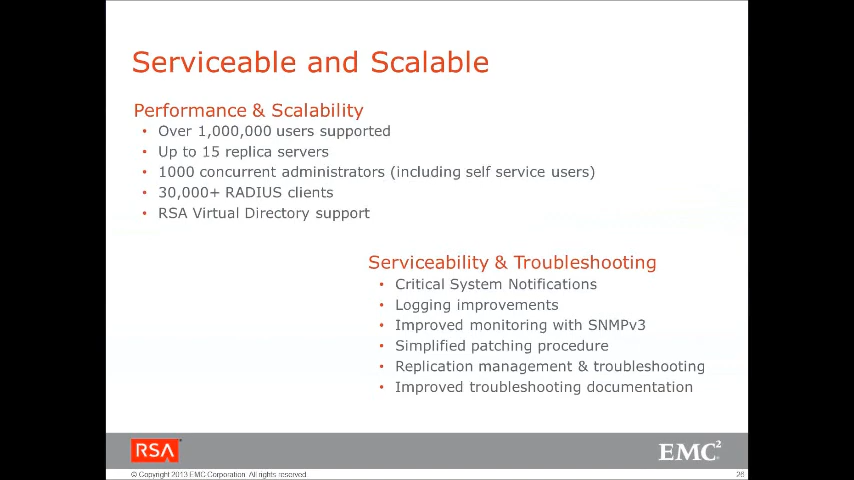 Serviceable and Scalable
Performance & Scalability
• Over 1,000,000 users supported
• Up to 15 replica servers
• 1000 concurrent administrators (including self service users)
• 30,000+ RADIUS clients
• RSA Virtual Directory support
Serviceability & Troubleshooting
• Critical System Notifications
• Logging improvements
• Improved monitoring with SNMPv3
• Simplified patching procedure
• Replication management & troubleshooting
• Improved troubleshooting documentation
RSA
EMC²
© Copyright 2013 EMC Corporation. All rights reserved.
26